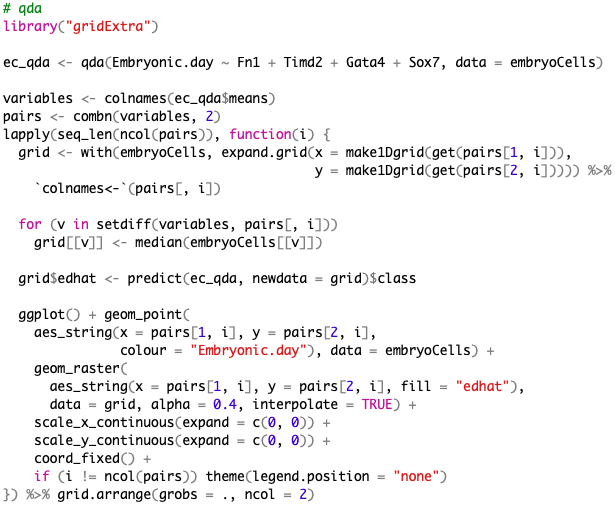 # qda
library("gridExtra")

ec_qda <- qda(Embryonic.day ~ Fn1 + Timd2 + Gata4 + Sox7, data = embryoCells)

variables <- colnames(ec_qda$means)
pairs <- combn(variables, 2)
lapply(seq_len(ncol(pairs)), function(i) {
  grid <- with(embryoCells, expand.grid(x = make1Dgrid(get(pairs[1, i])),
                                        y = make1Dgrid(get(pairs[2, i])))) %>%
    `colnames<-`(pairs[, i])

  for (v in setdiff(variables, pairs[, i]))
    grid[[v]] <- median(embryoCells[[v]])

  grid$edhat <- predict(ec_qda, newdata = grid)$class

  ggplot() + geom_point(
    aes_string(x = pairs[1, i], y = pairs[2, i],
               colour = "Embryonic.day"), data = embryoCells) +
    geom_raster(
      aes_string(x = pairs[1, i], y = pairs[2, i], fill = "edhat"),
      data = grid, alpha = 0.4, interpolate = TRUE) +
    scale_x_continuous(expand = c(0, 0)) +
    scale_y_continuous(expand = c(0, 0)) +
    coord_fixed() +
    if (i != ncol(pairs)) theme(legend.position = "none")
}) %>% grid.arrange(grobs = ., ncol = 2)